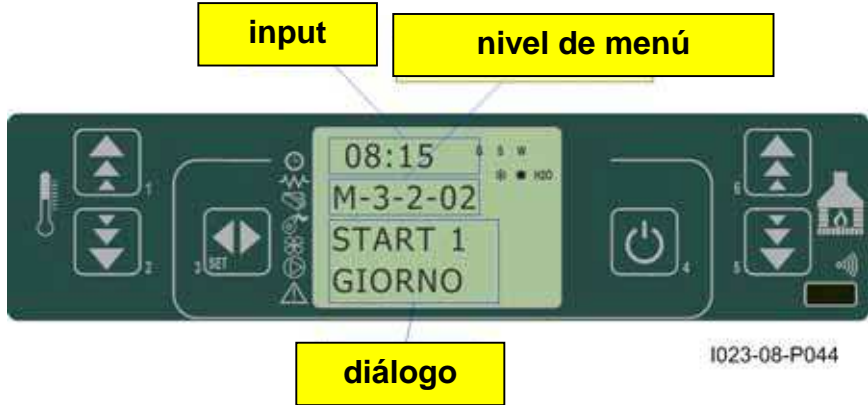 input
nivel de menú
08:15
S W
H2O
M-3-2-02
START 1
GIORNO
1
2
3 SET
4
5
6
I023-08-P044
diálogo